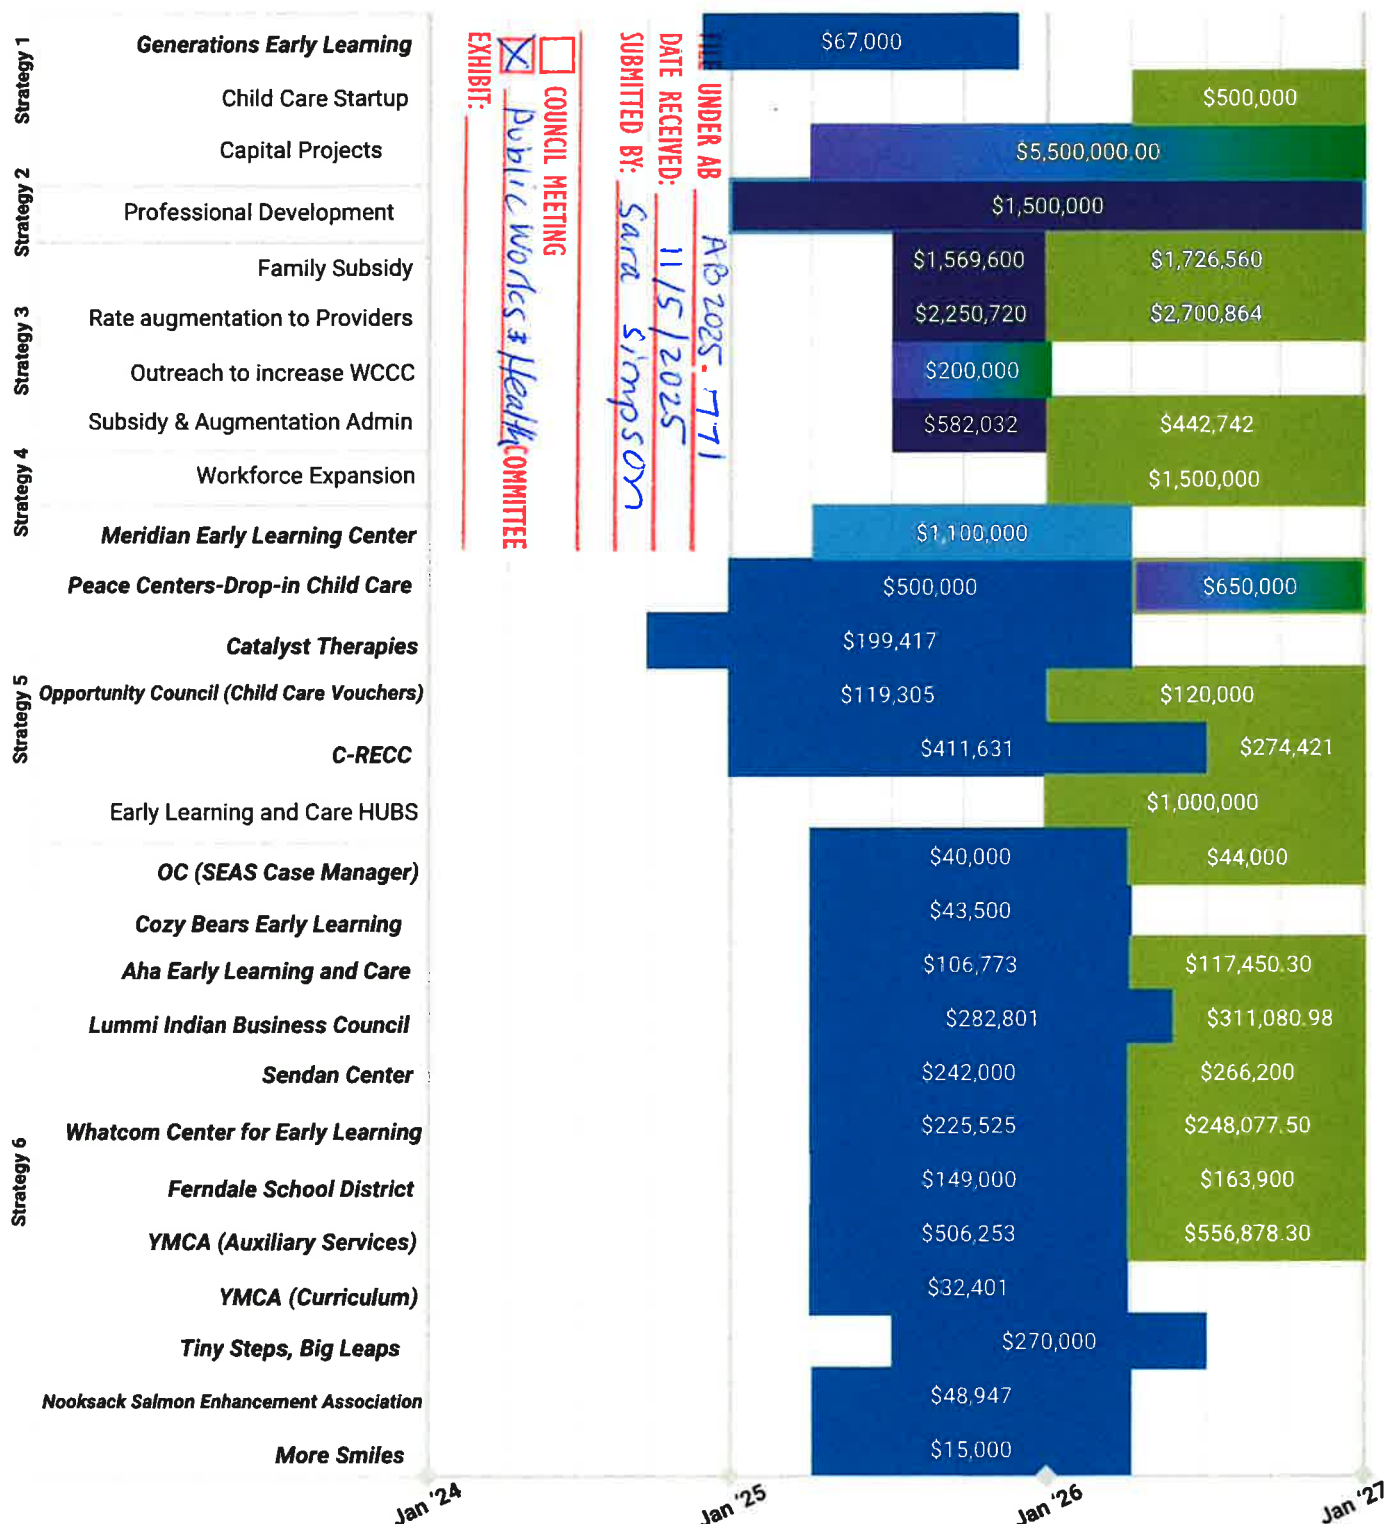 Strategy 1
Generations Early Learning
$67,000
Child Care Startup
$500,000
Capital Projects
$5,500,000.00
Strategy 2
Professional Development
$1,500,000
Strategy 3
Family Subsidy
$1,569,600
$1,726,560
Rate augmentation to Providers
$2,250,720
$2,700,864
Outreach to increase WCCC
$200,000
Subsidy & Augmentation Admin
$582,032
$442,742
Strategy 4
Workforce Expansion
$1,500,000
Strategy 5
Meridian Early Learning Center
$1,100,000
Peace Centers-Drop-in Child Care
$500,000
$650,000
Catalyst Therapies
$199,417
Opportunity Council (Child Care Vouchers)
$119,305
$120,000
C-RECC
$411,631
$274,421
Early Learning and Care HUBS
$1,000,000
Strategy 6
OC (SEAS Case Manager)
$40,000
$44,000
Cozy Bears Early Learning
$43,500
Aha Early Learning and Care
$106,773
$117,450.30
Lummi Indian Business Council
$282,801
$311,080.98
Sendan Center
$242,000
$266,200
Whatcom Center for Early Learning
$225,525
$248,077.50
Ferndale School District
$149,000
$163,900
YMCA (Auxiliary Services)
$506,253
$556,878.30
YMCA (Curriculum)
$32,401
Tiny Steps, Big Leaps
$270,000
Nooksack Salmon Enhancement Association
$48,947
More Smiles
$15,000
Jan '24
Jan '25
Jan '26
Jan '27
FILE UNDER AB AB2025-771
DATE RECEIVED: 11/5/2025
SUBMITTED BY: Sara Simpson
COUNCIL MEETING
Public Works & Health COMMITTEE
EXHIBIT: